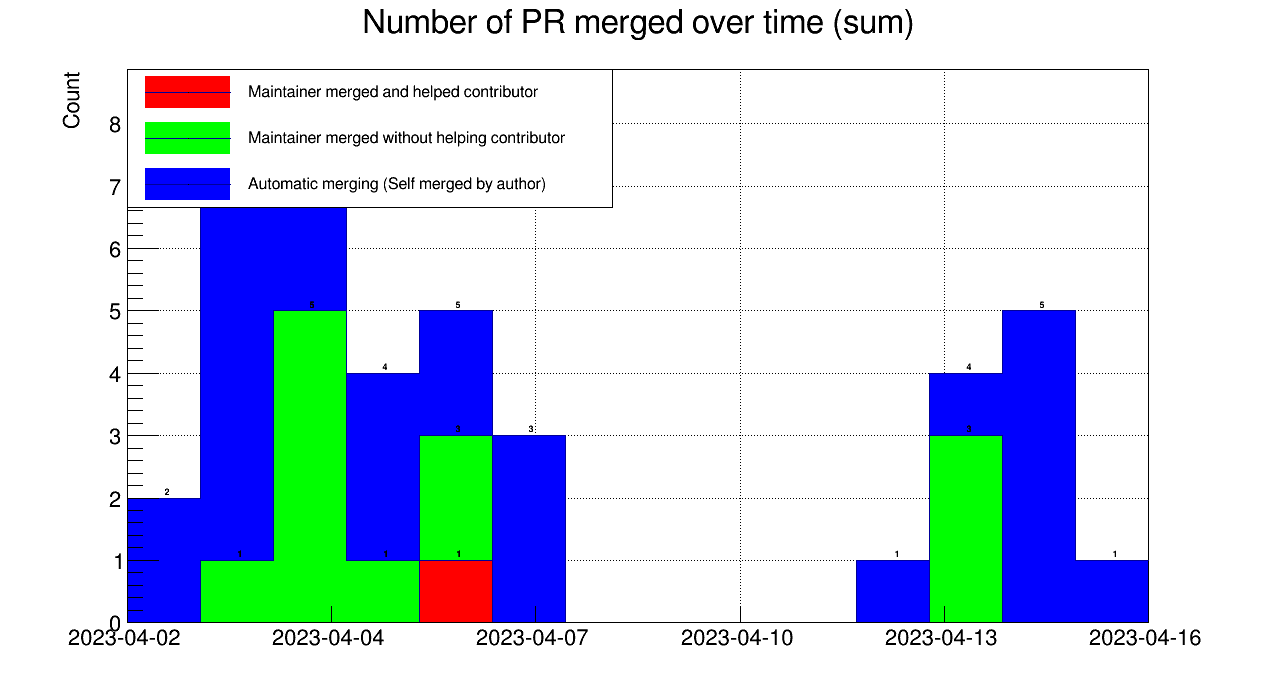 Number of PR merged over time (sum)
Count
Maintainer merged and helped contributor
Maintainer merged without helping contributor
Automatic merging (Self merged by author)
8
7
6
5
4
3
2
1
0
5 5 5
4 4
3 3 3
2
1 1 1 1 1
2023-04-02 2023-04-04 2023-04-07 2023-04-10 2023-04-13 2023-04-16